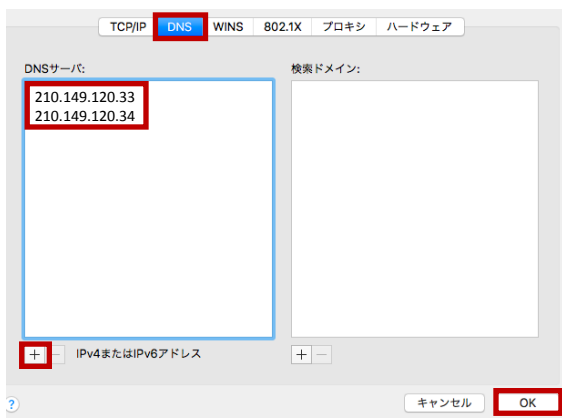 TCP/IP DNS WINS 802.1X プロキシ ハードウェア
DNSサーバ: 検索ドメイン:
210.149.120.33
210.149.120.34
+ − IPv4またはIPv6アドレス + −
? キャンセル OK